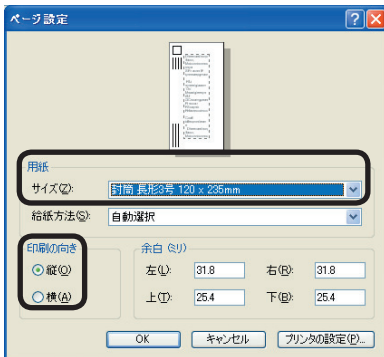 ページ設定
用紙
サイズ(Z): 封筒 長形3号 120 x 235mm
給紙方法(S): 自動選択
印刷の向き
縦(O)
横(A)
余白(ミリ)
左(L): 31.8 右(R): 31.8
上(T): 25.4 下(B): 25.4
OK キャンセル プリンタの設定(P)...